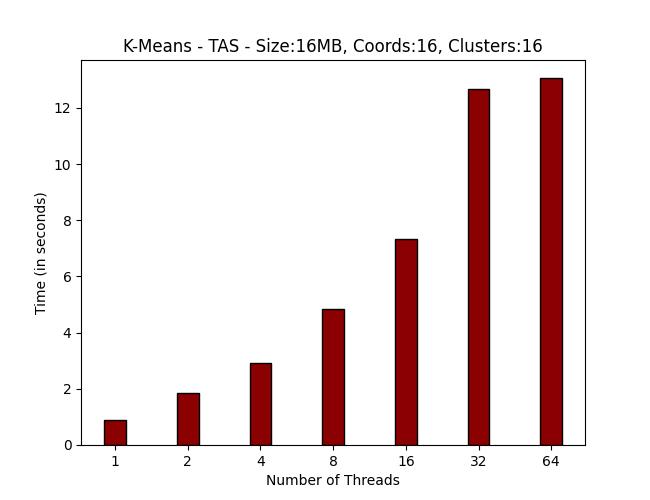 K-Means - TAS - Size:16MB, Coords:16, Clusters:16
Time (in seconds)
12
10
8
6
4
2
0
1 2 4 8 16 32 64
Number of Threads